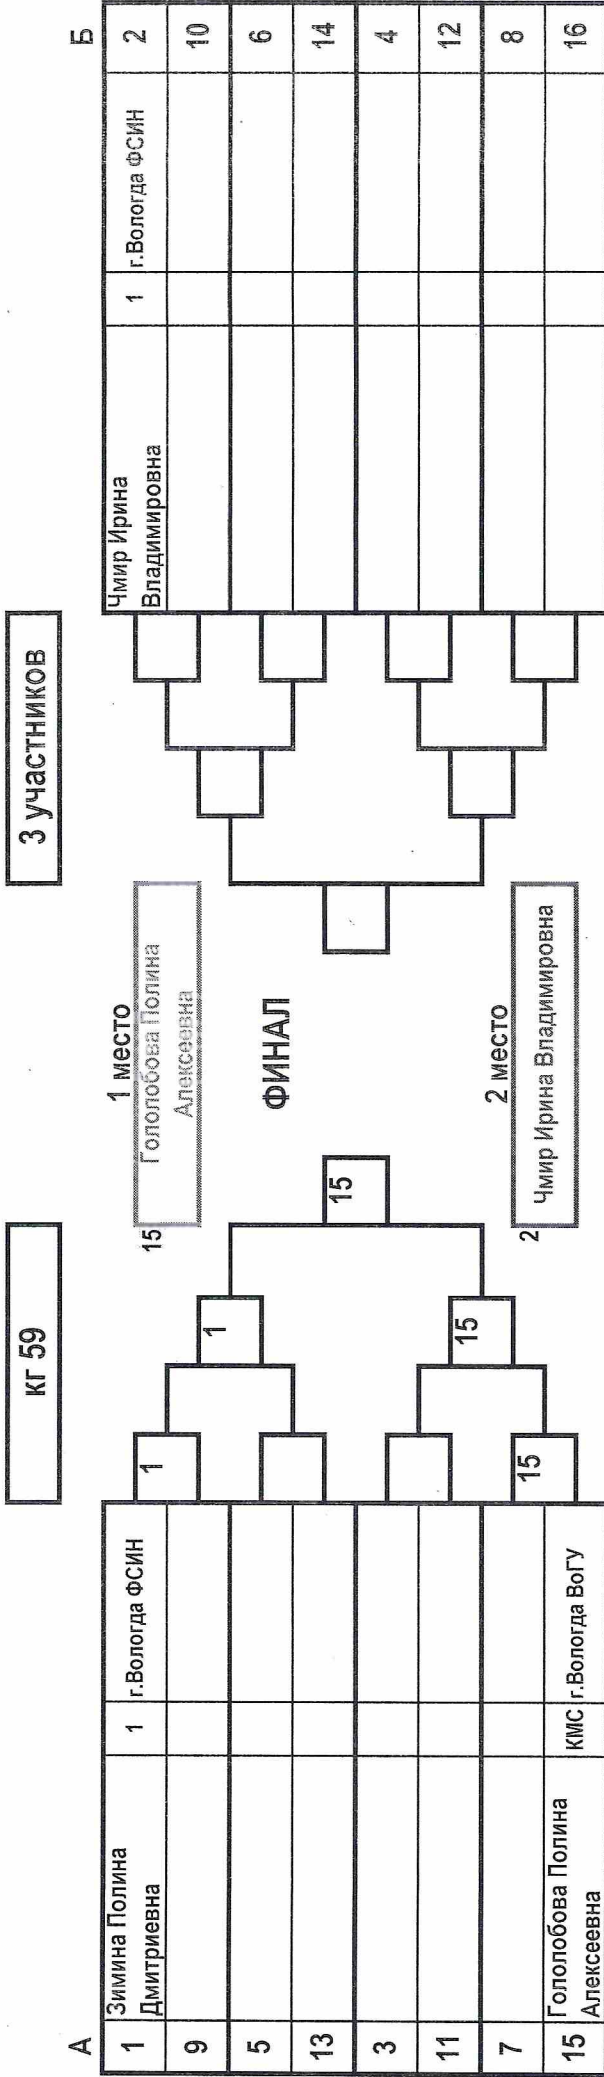 кг 59
3 участников
А
Б
1 Зимина Полина
Дмитриевна
1 г.Вологда ФСИН
9
5
13
3
11
7
15 Гололобова Полина
Алексеевна
КМС г.Вологда ВоГУ
1
15
1
15
15
1 место
15
Гололобова Полина
Алексеевна
ФИНАЛ
2 место
2
Чмир Ирина Владимировна
Чмир Ирина
Владимировна
1 г.Вологда ФСИН 2
10
6
14
4
12
8
16